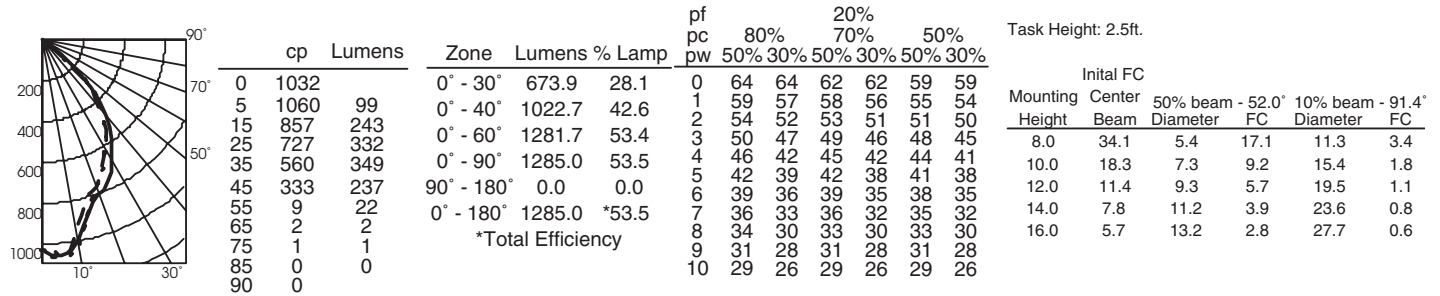 90°
70°
50°
30°
10°
200
400
600
800
1000
cp Lumens
0 1032
5 1060 99
15 857 243
25 727 332
35 560 349
45 333 237
55 9 22
65 2 2
75 1 1
85 0 0
90 0
Zone Lumens % Lamp
0° - 30° 673.9 28.1
0° - 40° 1022.7 42.6
0° - 60° 1281.7 53.4
0° - 90° 1285.0 53.5
90° - 180° 0.0 0.0
0° - 180° 1285.0 *53.5
*Total Efficiency
pf 20%
pc 80% 70% 50%
pw 50% 30% 50% 30% 50% 30%
0 64 64 62 62 59 59
1 59 57 58 56 55 54
2 54 52 53 51 51 50
3 50 47 49 46 48 45
4 46 42 45 42 44 41
5 42 39 42 38 41 38
6 39 36 39 35 38 35
7 36 33 36 32 35 32
8 34 30 33 30 33 30
9 31 28 31 28 31 28
10 29 26 29 26 29 26
Task Height: 2.5ft.
Inital FC
Mounting Center 50% beam - 52.0° 10% beam - 91.4°
Height Beam Diameter FC Diameter FC
8.0 34.1 5.4 17.1 11.3 3.4
10.0 18.3 7.3 9.2 15.4 1.8
12.0 11.4 9.3 5.7 19.5 1.1
14.0 7.8 11.2 3.9 23.6 0.8
16.0 5.7 13.2 2.8 27.7 0.6